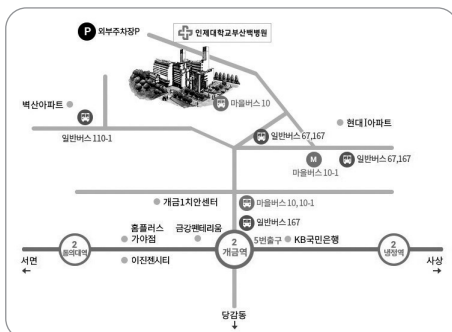 P 외부주차장P
인제대학교부산백병원
마을버스 10
벽산아파트
일반버스 110-1
일반버스 67,167
현대I아파트
M
일반버스 67,167
마을버스 10-1
개금1치안센터
마을버스 10, 10-1
일반버스 167
홈플러스
가야점
금강펜테리움
5번출구
KB국민은행
2
동의대역
2
개금역
2
냉정역
서면
←
이진젠시티
사상
→
당감동
↓